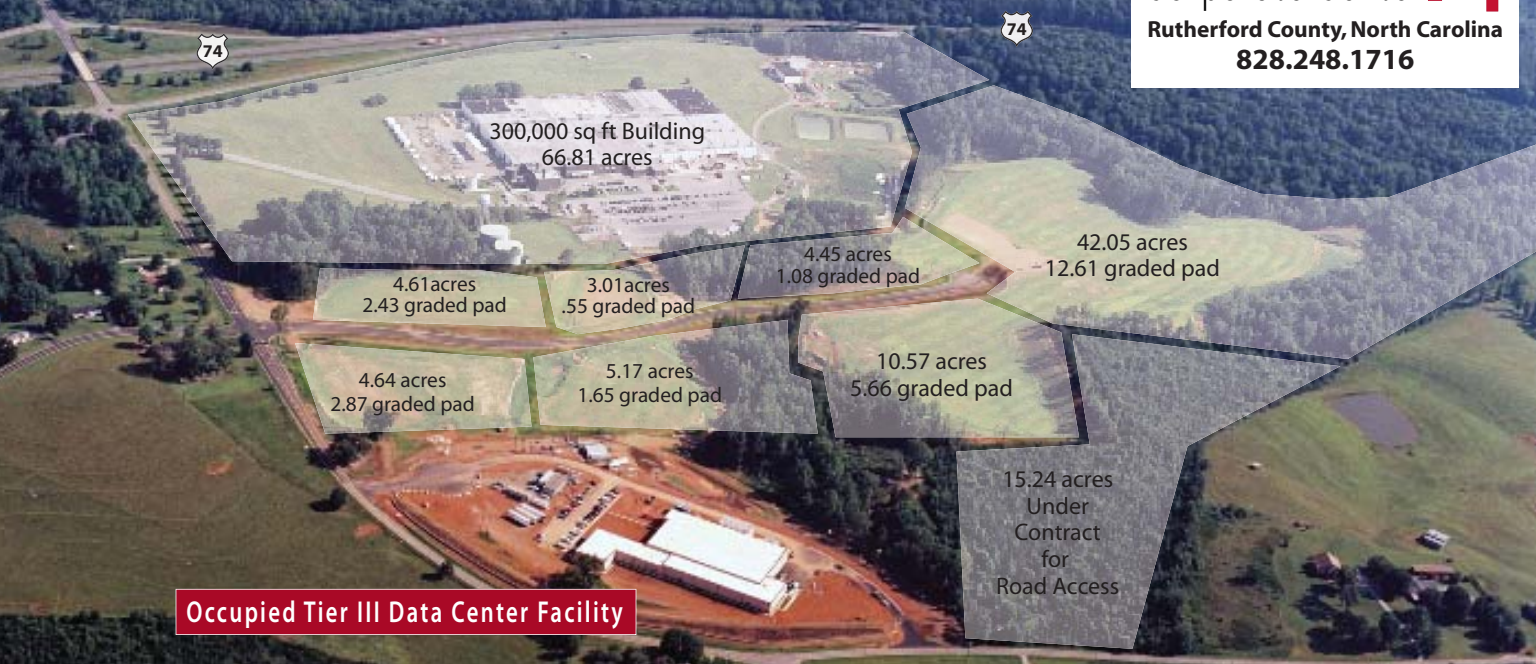 74
74
Rutherford County, North Carolina
828.248.1716
300,000 sq ft Building
66.81 acres
4.45 acres
1.08 graded pad
42.05 acres
12.61 graded pad
4.61acres
2.43 graded pad
3.01acres
.55 graded pad
4.64 acres
2.87 graded pad
5.17 acres
1.65 graded pad
10.57 acres
5.66 graded pad
15.24 acres
Under
Contract
for
Road Access
Occupied Tier III Data Center Facility